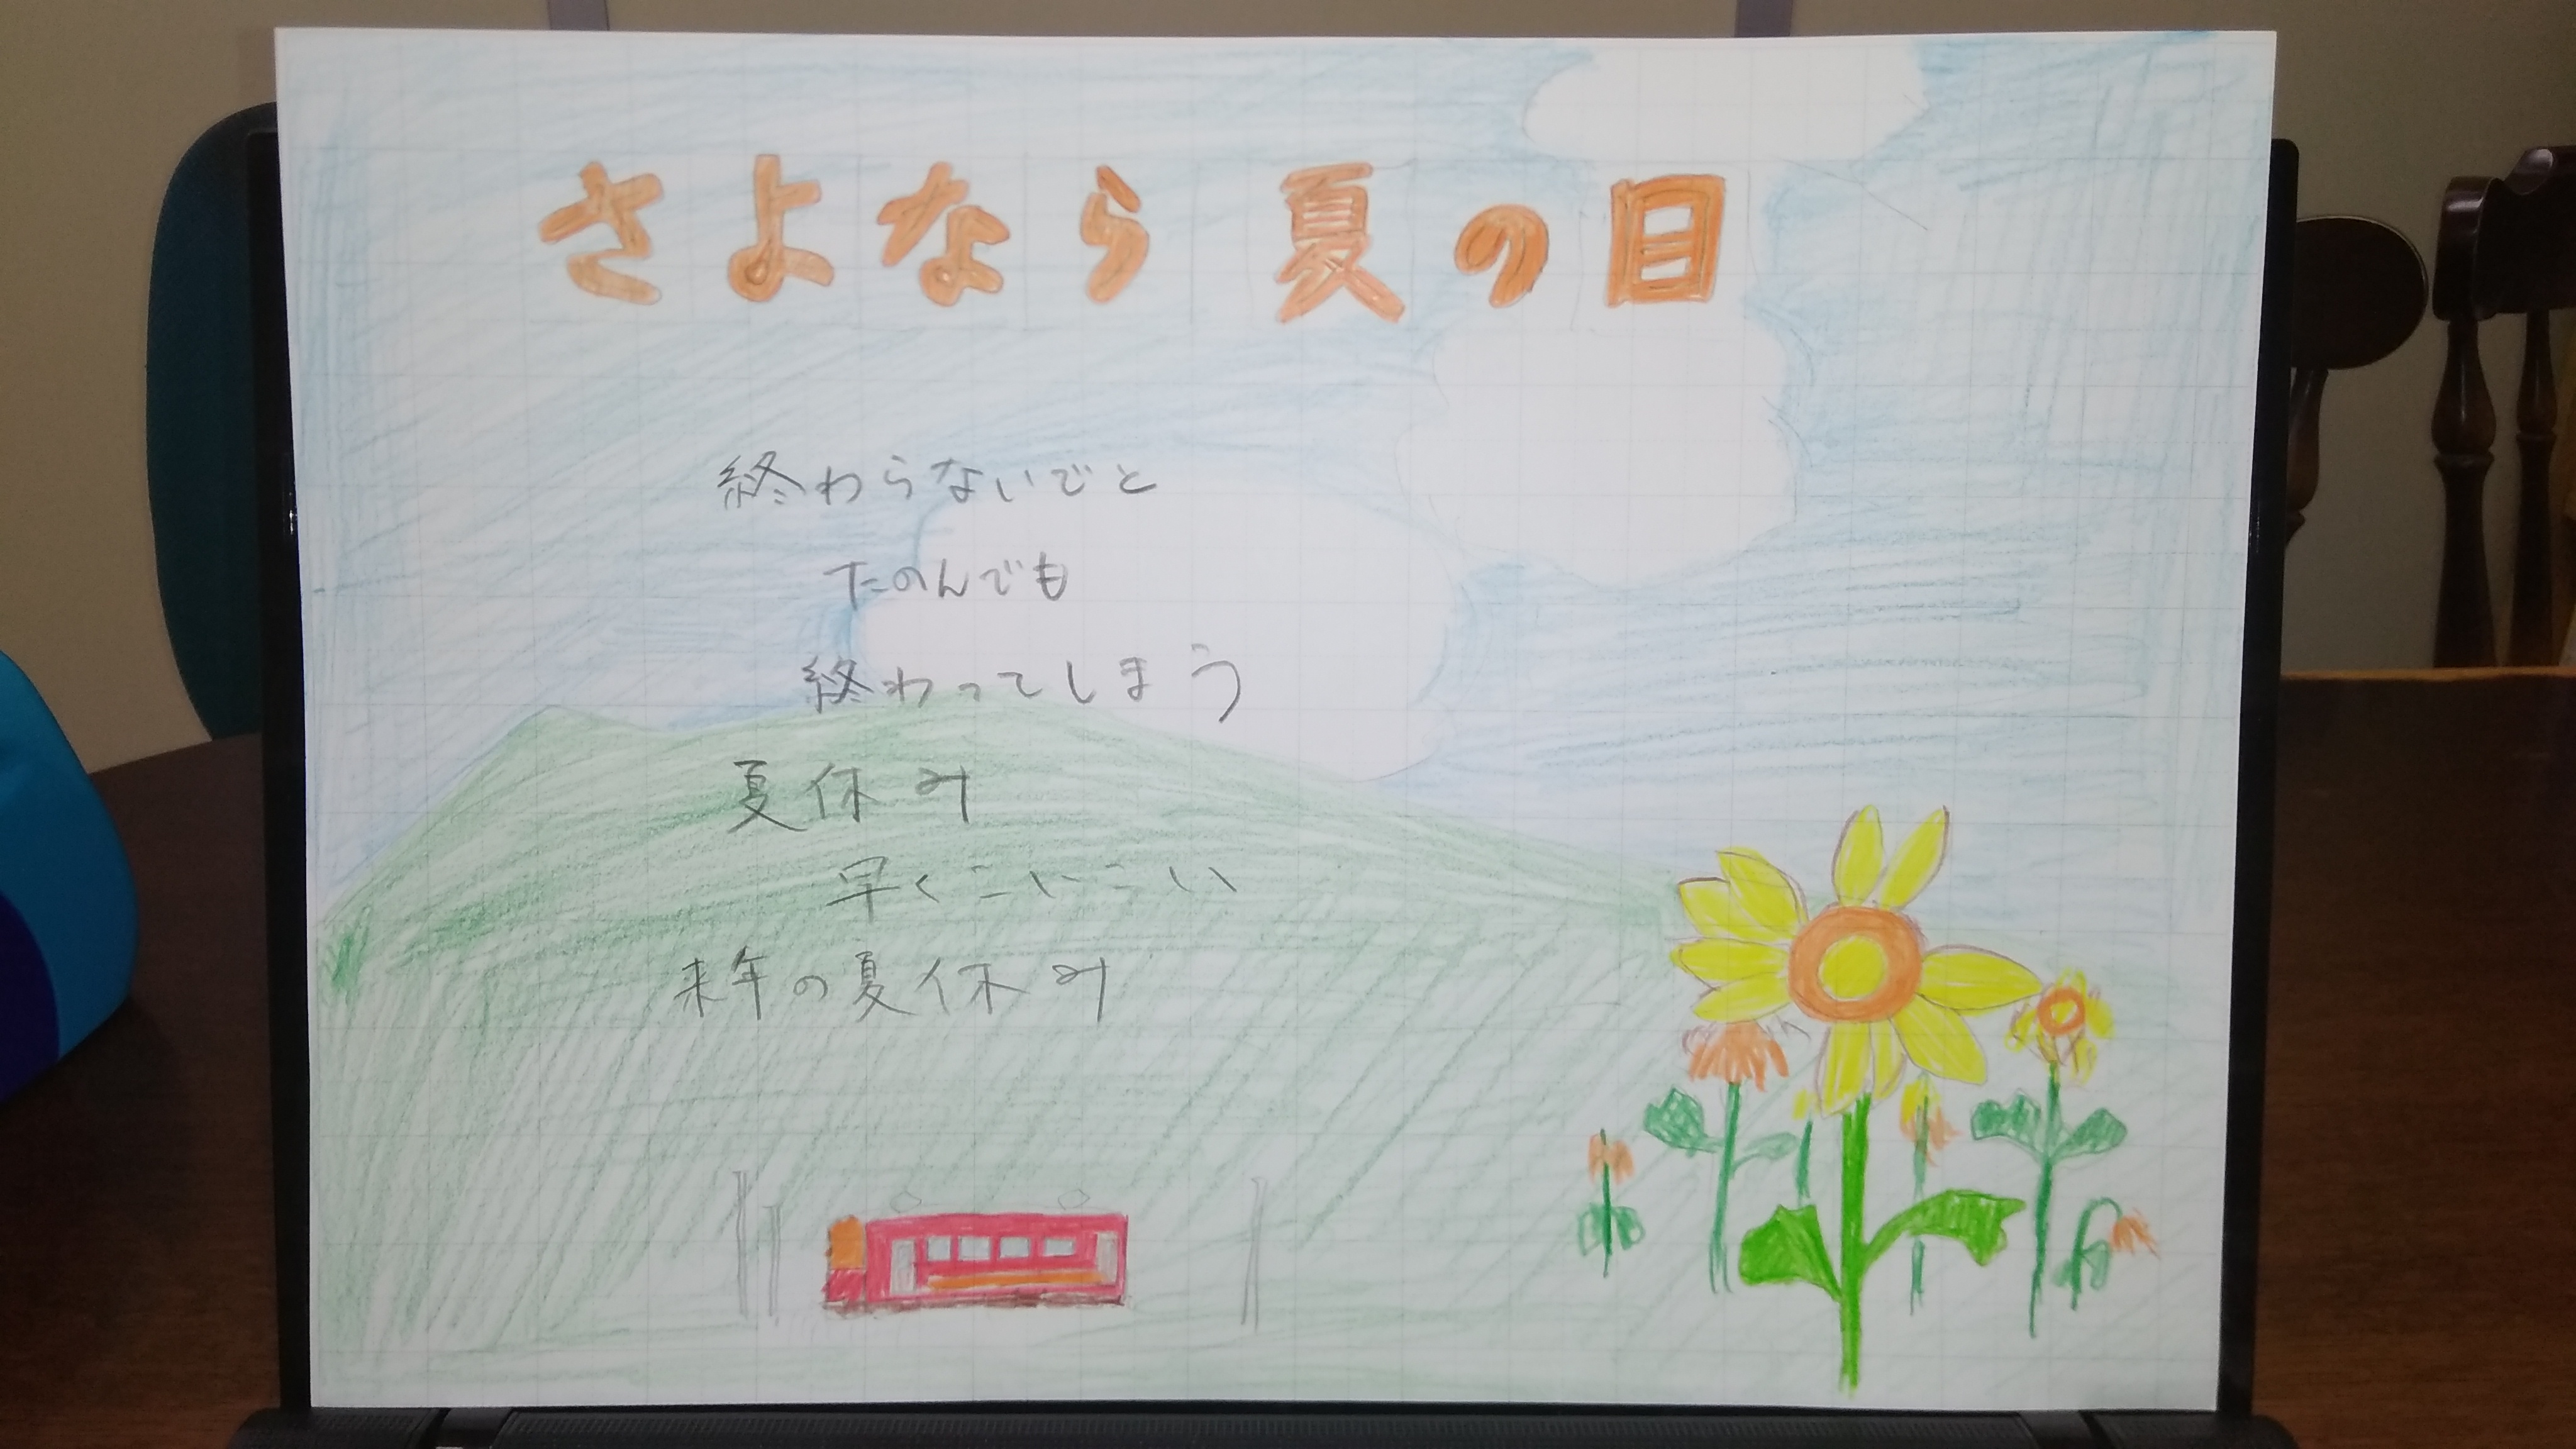 さよなら夏の日
終わらないでと
たのんでも
終わってしまう
夏休み
早くこいこい
来年の夏休み